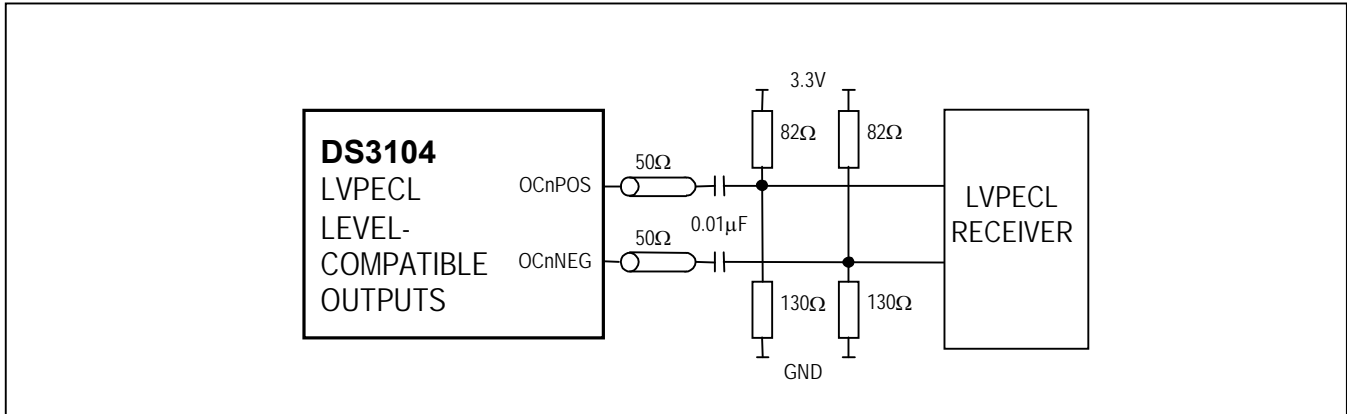 3.3V
82Ω
82Ω
DS3104
LVPECL
LEVEL-
COMPATIBLE
OUTPUTS
OCnPOS
50Ω
0.01μF
OCnNEG
50Ω
LVPECL
RECEIVER
130Ω
130Ω
GND